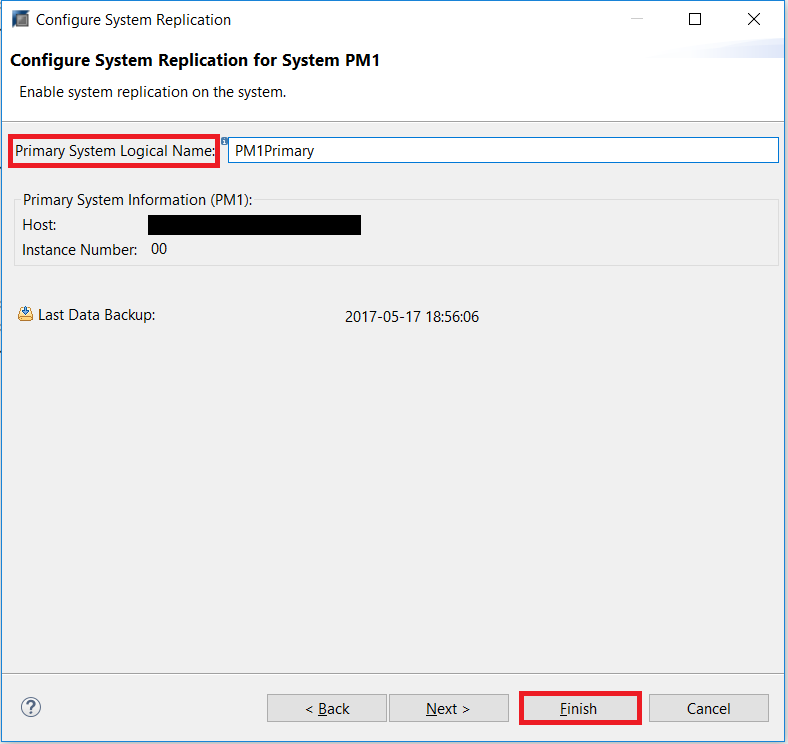 Configure System Replication
Configure System Replication for System PM1
Enable system replication on the system.
Primary System Logical Name: PM1Primary
Primary System Information (PM1):
Host:
Instance Number: 00
Last Data Backup: 2017-05-17 18:56:06
? < Back Next > Finish Cancel